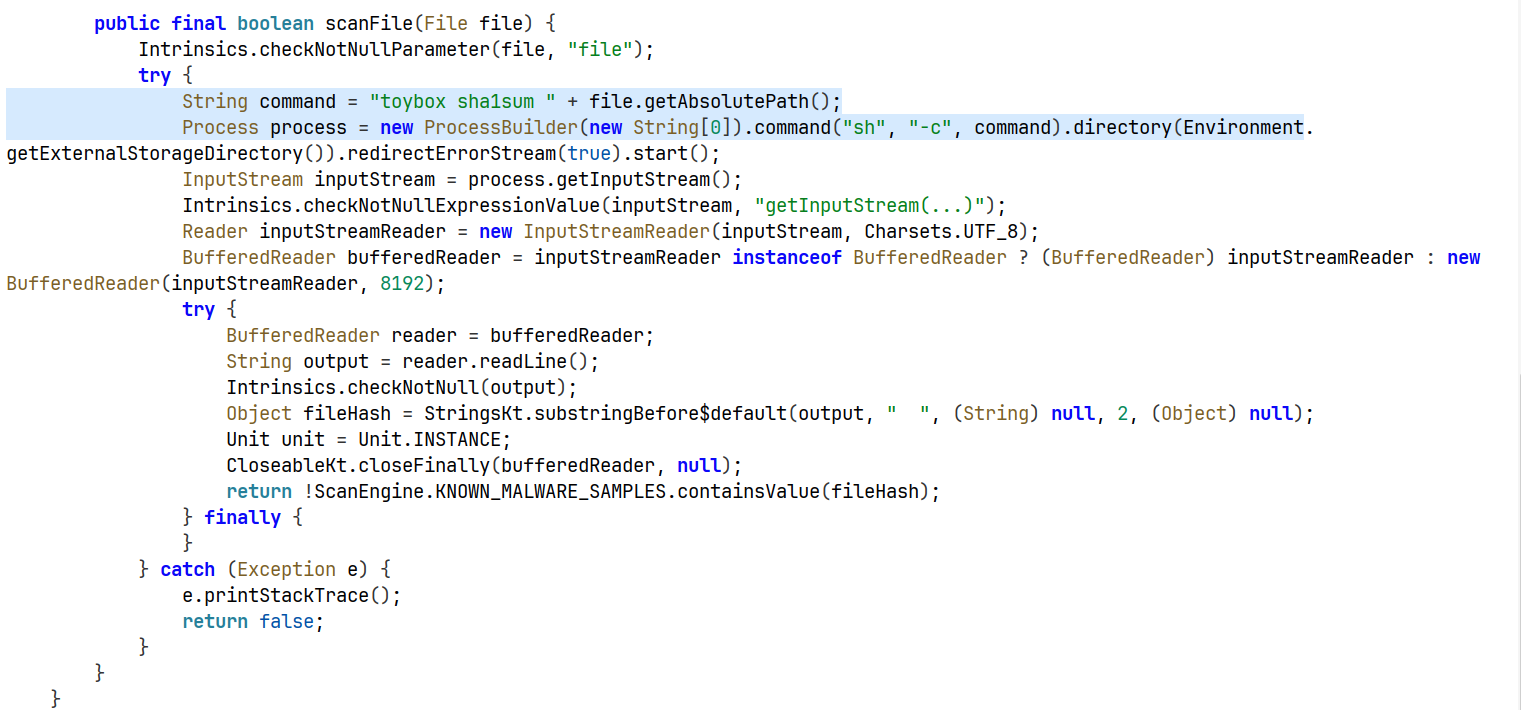 public final boolean scanFile(File file) {
Intrinsics.checkNotNullParameter(file, "file");
try {
String command = "toybox sha1sum " + file.getAbsolutePath();
Process process = new ProcessBuilder(new String[0]).command("sh", "-c", command).directory(Environment.
getExternalStorageDirectory()).redirectErrorStream(true).start();
InputStream inputStream = process.getInputStream();
Intrinsics.checkNotNullExpressionValue(inputStream, "getInputStream(...)");
Reader inputStreamReader = new InputStreamReader(inputStream, Charsets.UTF_8);
BufferedReader bufferedReader = inputStreamReader instanceof BufferedReader ? (BufferedReader) inputStreamReader : new
BufferedReader(inputStreamReader, 8192);
try {
BufferedReader reader = bufferedReader;
String output = reader.readLine();
Intrinsics.checkNotNull(output);
Object fileHash = StringsKt.substringBefore$default(output, "  ", (String) null, 2, (Object) null);
Unit unit = Unit.INSTANCE;
CloseableKt.closeFinally(bufferedReader, null);
return !ScanEngine.KNOWN_MALWARE_SAMPLES.containsValue(fileHash);
} finally {
}
} catch (Exception e) {
e.printStackTrace();
return false;
}
}
}